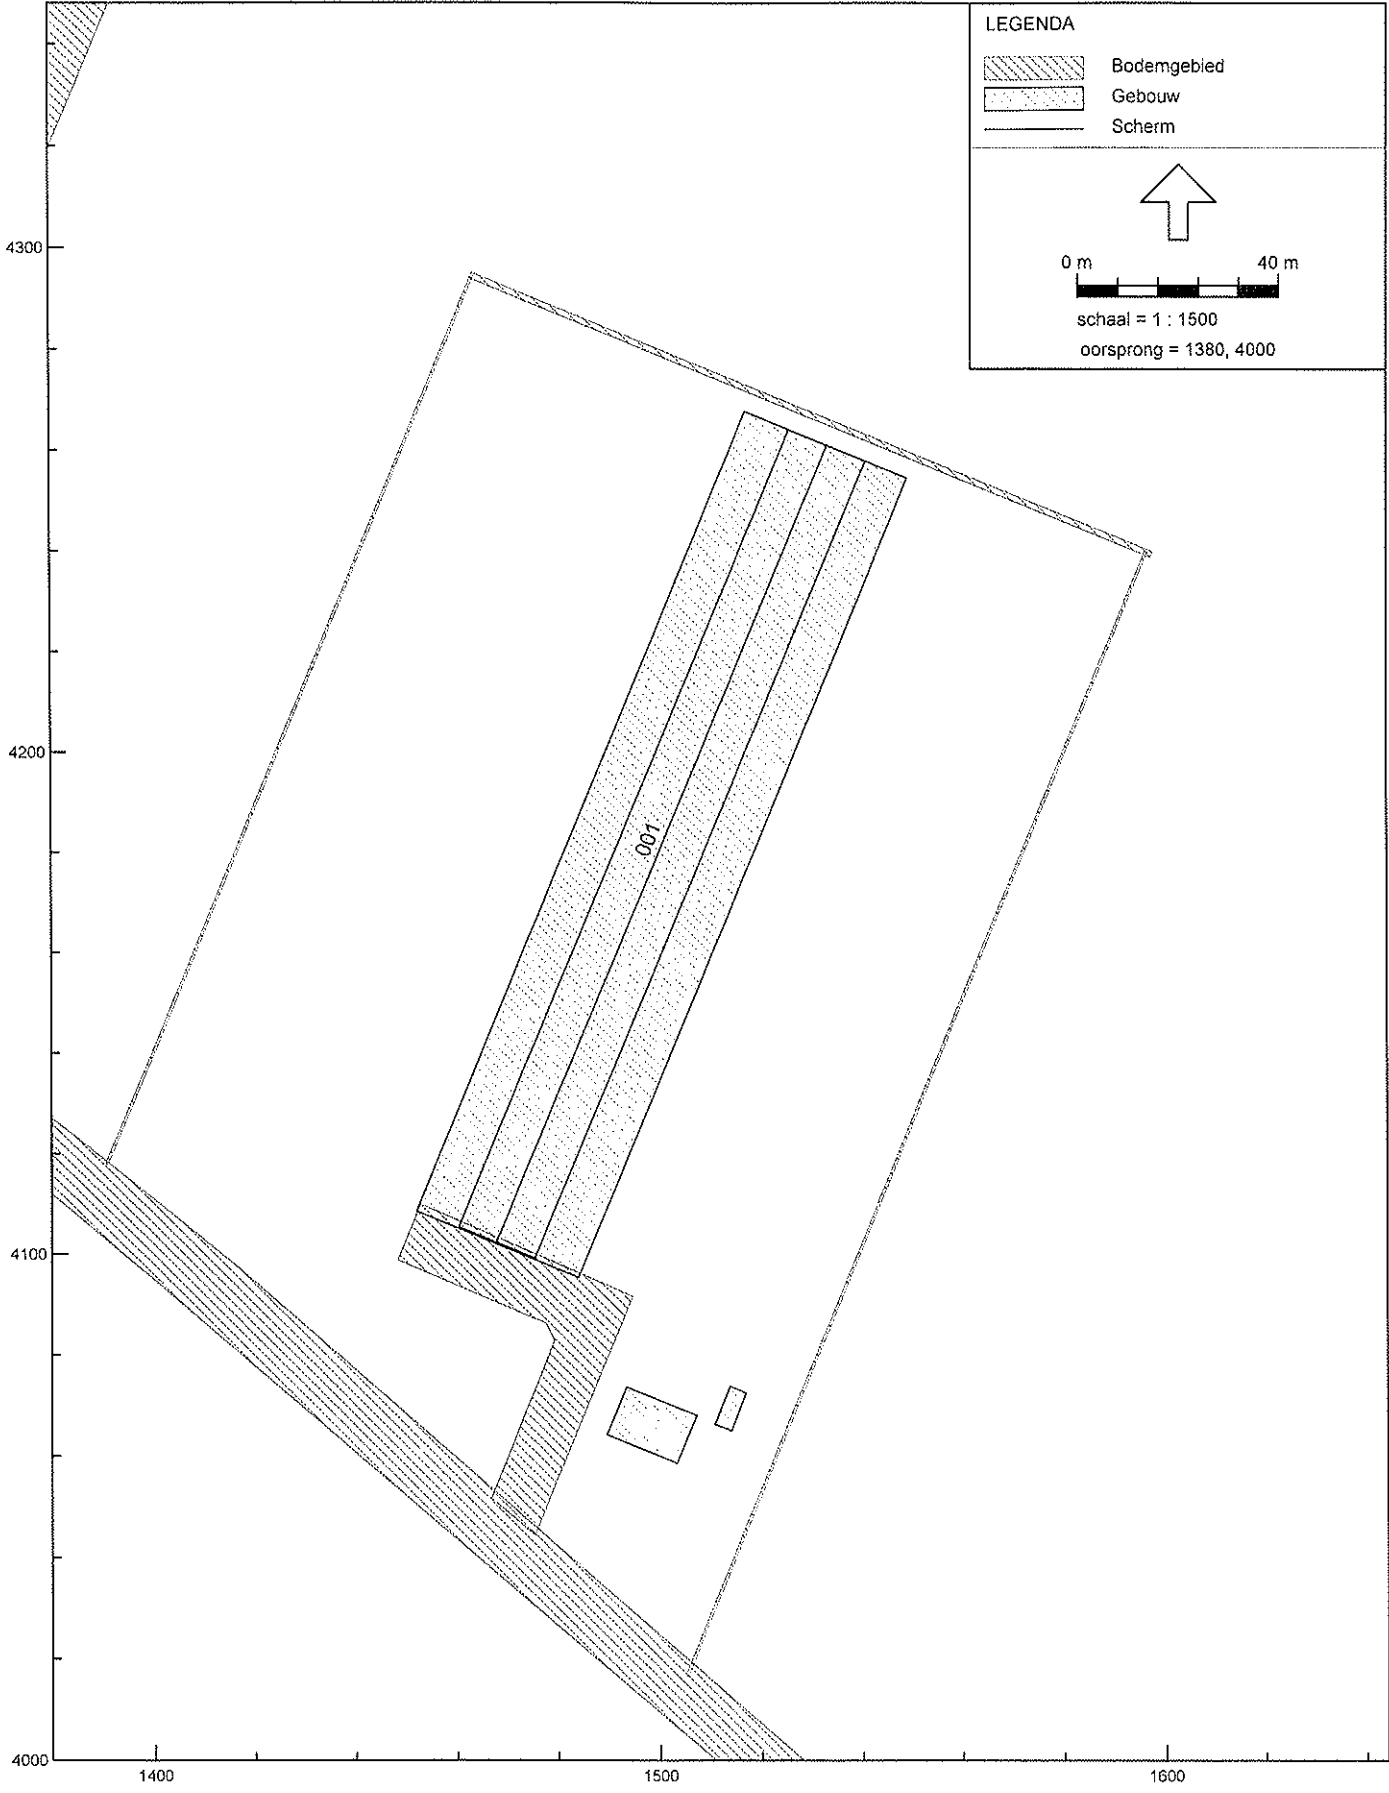 LEGENDA
Bodemgebied
Gebouw
Scherm
0 m 40 m
schaal = 1 : 1500
oorsprong = 1380, 4000
4300
4200
001
4100
4000
1400 1500 1600